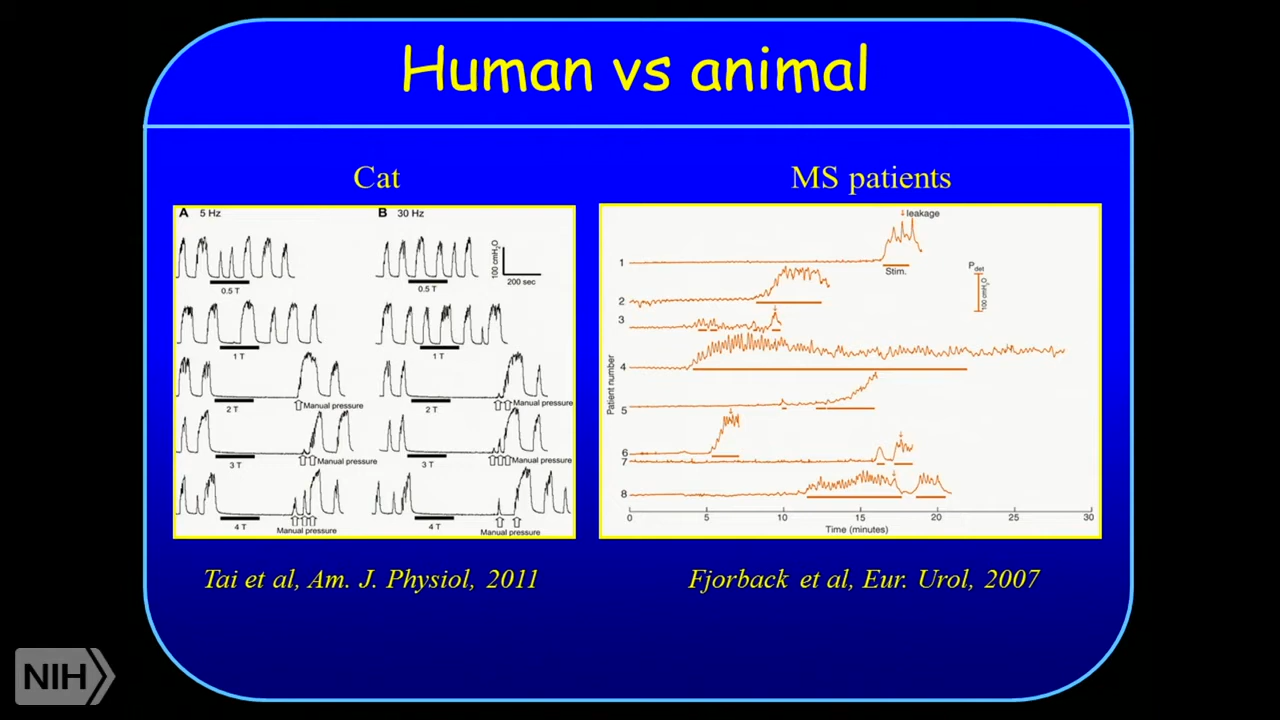 Human vs animal
Cat
A 5 Hz
B 30 Hz
100 cmH2O
200 sec
0.5 T
0.5 T
1 T
1 T
2 T
Manual pressure
2 T
Manual pressure
3 T
Manual pressure
3 T
Manual pressure
4 T
Manual pressure
4 T
Manual pressure
Tai et al, Am. J. Physiol, 2011
MS patients
leakage
1
Stim.
Pdet
100 cmH2O
2
3
4
Patient number
5
6
7
8
0 5 10 15 20 25 30
Time (minutes)
Fjorback et al, Eur. Urol, 2007
NIH